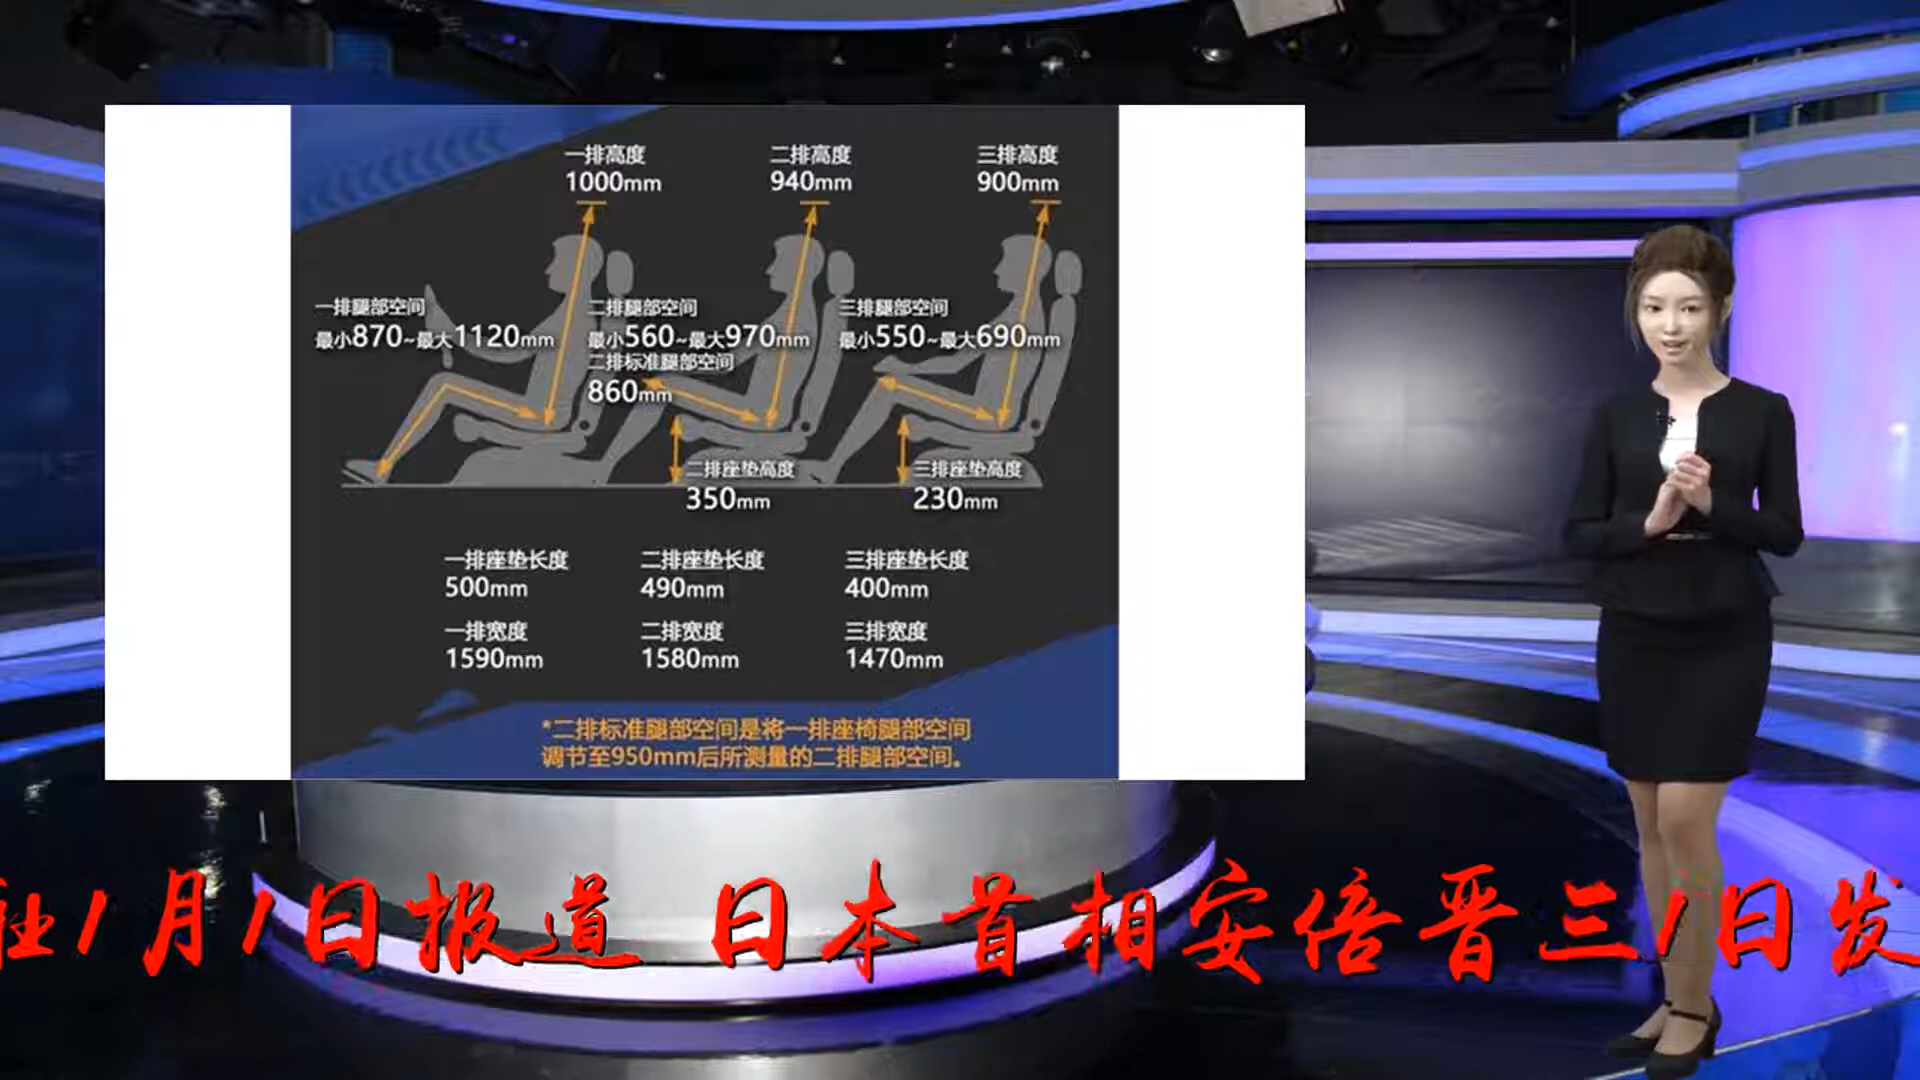 一排高度
1000mm
二排高度
940mm
三排高度
900mm
一排腿部空间
最小870~最大1120mm
二排腿部空间
最小560~最大970mm
二排标准腿部空间
860mm
三排腿部空间
最小550~最大690mm
二排座垫高度
350mm
三排座垫高度
230mm
一排座垫长度
500mm
二排座垫长度
490mm
三排座垫长度
400mm
一排宽度
1590mm
二排宽度
1580mm
三排宽度
1470mm
*二排标准腿部空间是将一排座椅腿部空间
调节至950mm后所测量的二排腿部空间。
社1月1日报道 日本首相安倍晋三1日发